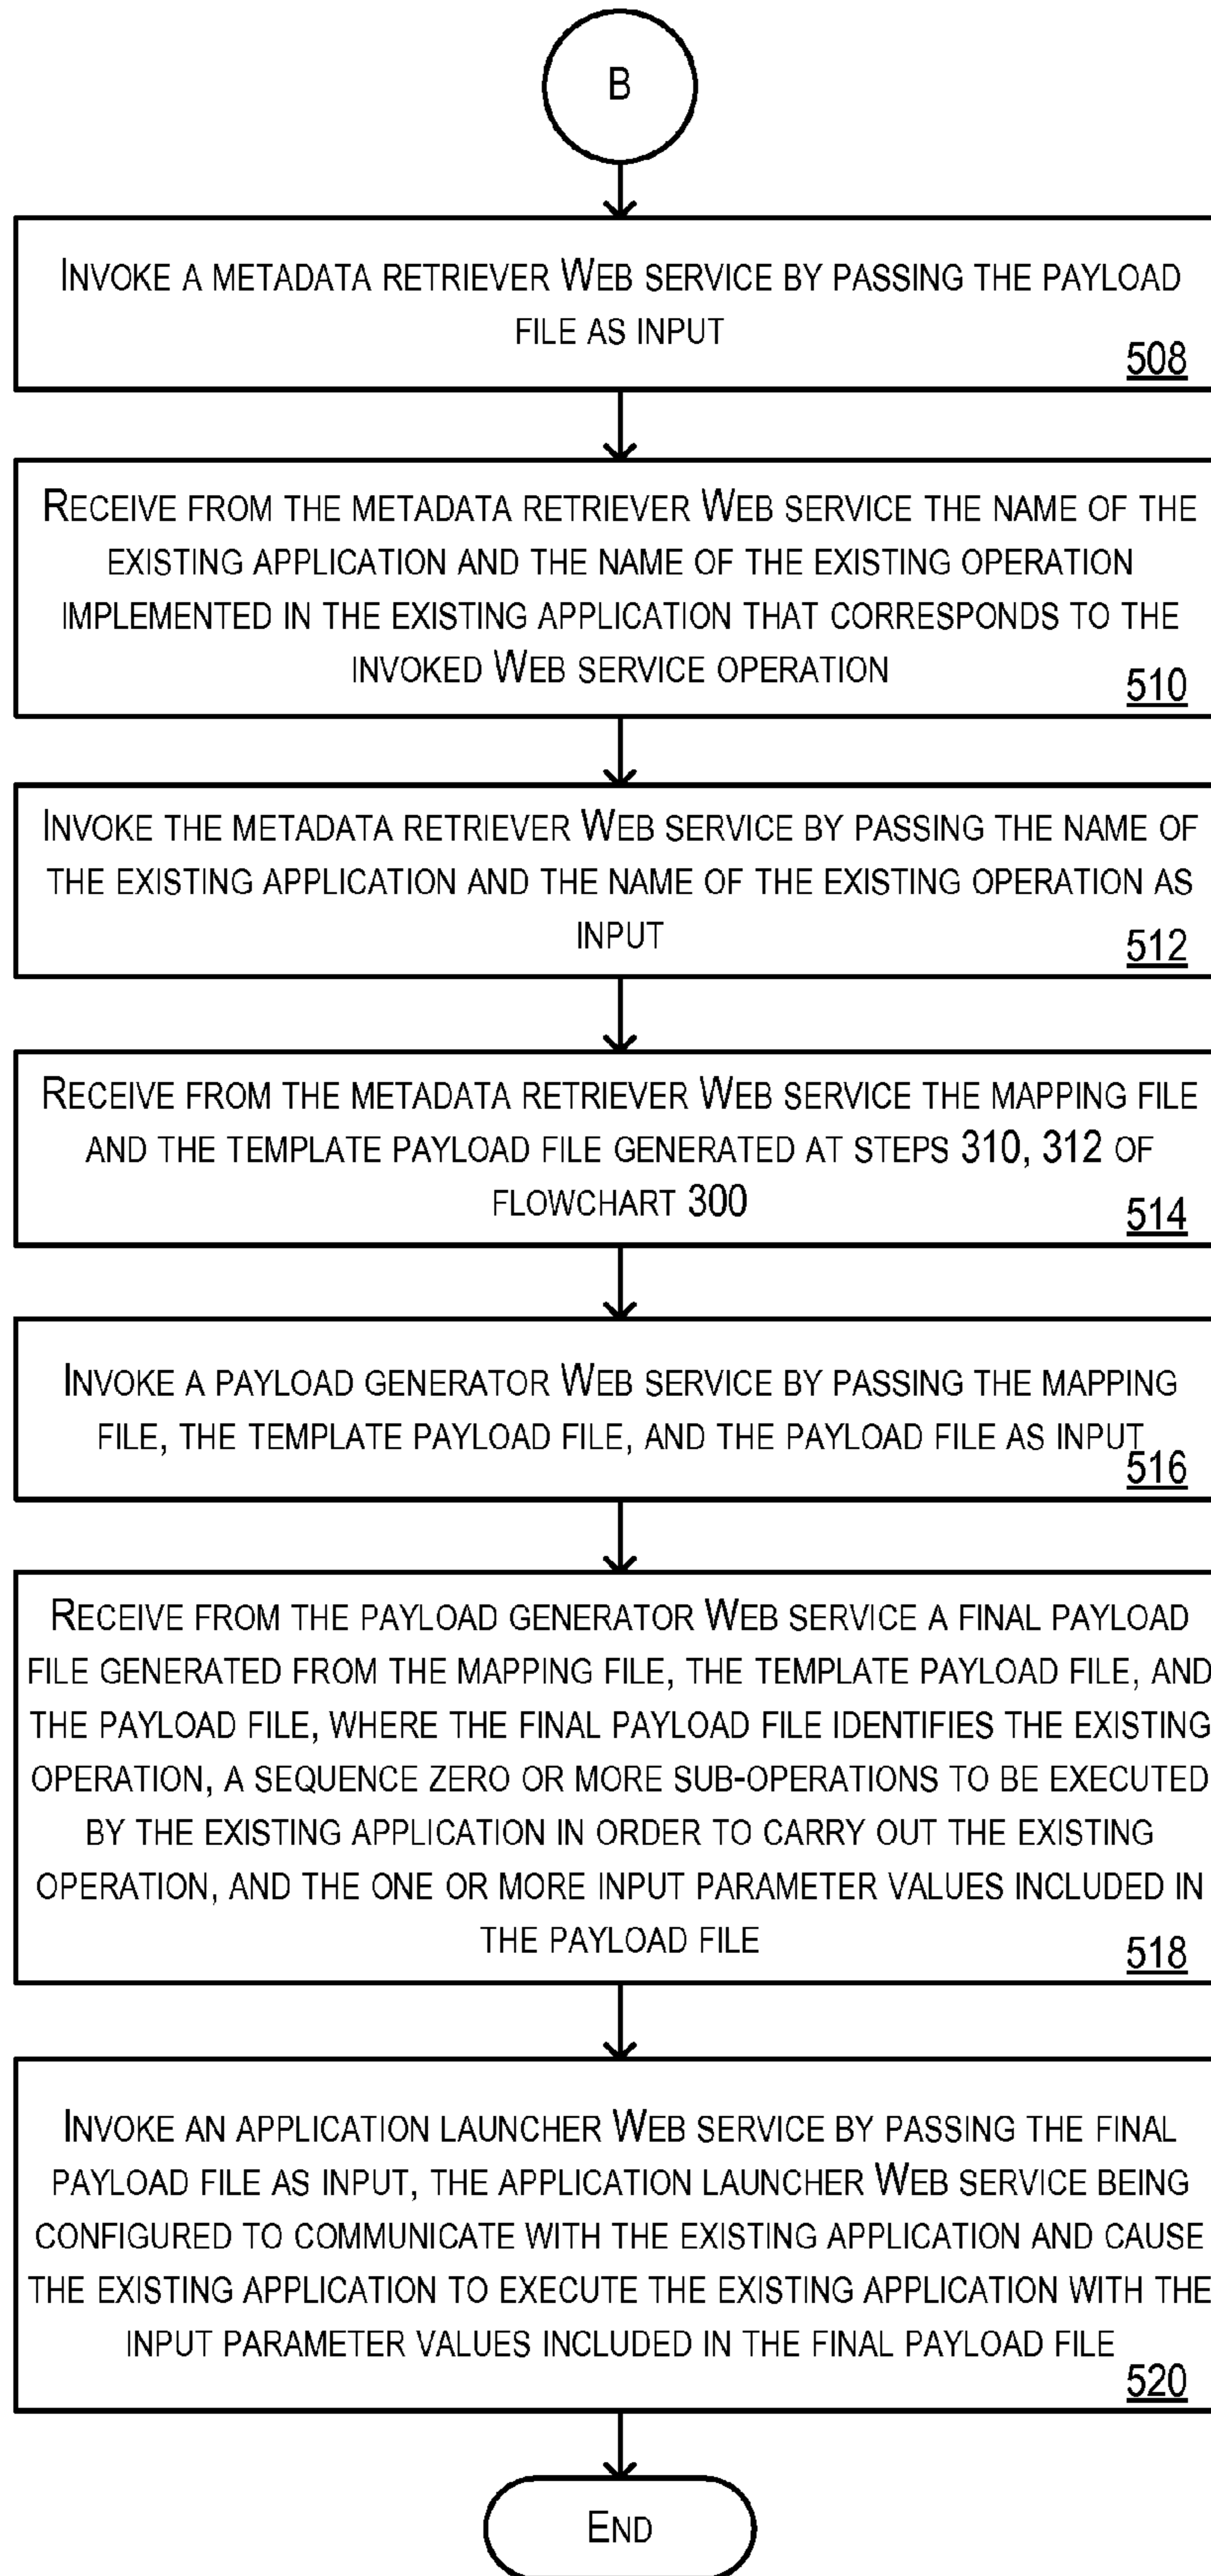 B
INVOKE A METADATA RETRIEVER WEB SERVICE BY PASSING THE PAYLOAD
FILE AS INPUT
508
RECEIVE FROM THE METADATA RETRIEVER WEB SERVICE THE NAME OF THE
EXISTING APPLICATION AND THE NAME OF THE EXISTING OPERATION
IMPLEMENTED IN THE EXISTING APPLICATION THAT CORRESPONDS TO THE
INVOKED WEB SERVICE OPERATION
510
INVOKE THE METADATA RETRIEVER WEB SERVICE BY PASSING THE NAME OF
THE EXISTING APPLICATION AND THE NAME OF THE EXISTING OPERATION AS
INPUT
512
RECEIVE FROM THE METADATA RETRIEVER WEB SERVICE THE MAPPING FILE
AND THE TEMPLATE PAYLOAD FILE GENERATED AT STEPS 310, 312 OF
FLOWCHART 300
514
INVOKE A PAYLOAD GENERATOR WEB SERVICE BY PASSING THE MAPPING
FILE, THE TEMPLATE PAYLOAD FILE, AND THE PAYLOAD FILE AS INPUT
516
RECEIVE FROM THE PAYLOAD GENERATOR WEB SERVICE A FINAL PAYLOAD
FILE GENERATED FROM THE MAPPING FILE, THE TEMPLATE PAYLOAD FILE, AND
THE PAYLOAD FILE, WHERE THE FINAL PAYLOAD FILE IDENTIFIES THE EXISTING
OPERATION, A SEQUENCE ZERO OR MORE SUB-OPERATIONS TO BE EXECUTED
BY THE EXISTING APPLICATION IN ORDER TO CARRY OUT THE EXISTING
OPERATION, AND THE ONE OR MORE INPUT PARAMETER VALUES INCLUDED IN
THE PAYLOAD FILE
518
INVOKE AN APPLICATION LAUNCHER WEB SERVICE BY PASSING THE FINAL
PAYLOAD FILE AS INPUT, THE APPLICATION LAUNCHER WEB SERVICE BEING
CONFIGURED TO COMMUNICATE WITH THE EXISTING APPLICATION AND CAUSE
THE EXISTING APPLICATION TO EXECUTE THE EXISTING APPLICATION WITH THE
INPUT PARAMETER VALUES INCLUDED IN THE FINAL PAYLOAD FILE
520
END